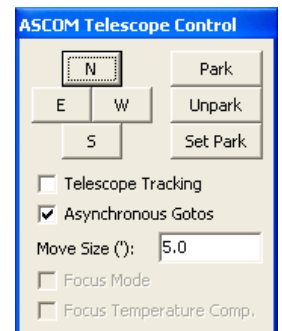 ASCOM Telescope Control
N Park
E W Unpark
S Set Park
Telescope Tracking
Asynchronous Gotos
Move Size ('): 5.0
Focus Mode
Focus Temperature Comp.